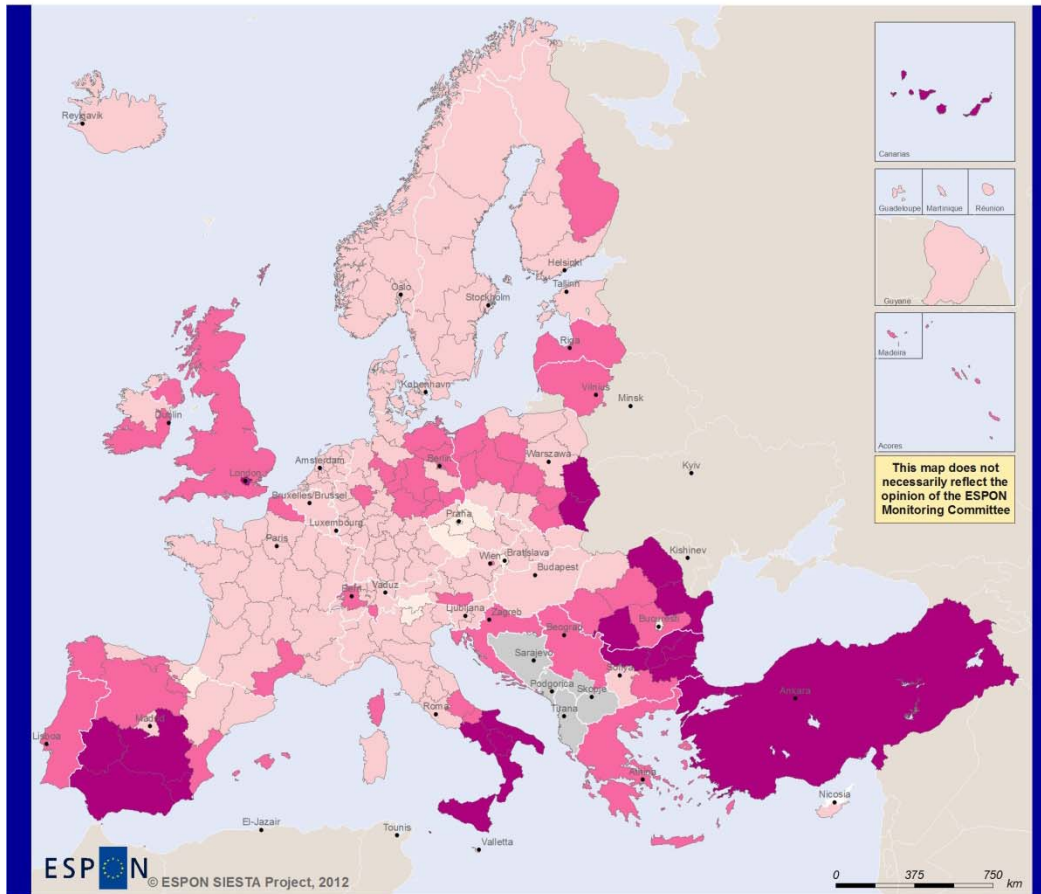 Reykjavik
Canarias
Guadeloupe
Martinique
Réunion
Helsinki
Tallinn
Oslo
Stockholm
Guyane
Riga
Madeira
København
Vilnius
Minsk
Dublin
Acores
Amsterdam
Berlin
Warszawa
London
This map does not
necessarily reflect the
opinion of the ESPON
Monitoring Committee
Kyiv
Bruxelles/Brussel
Praha
Luxembourg
Paris
Wien
Bratislava
Kishinev
Budapest
Vaduz
Bern
Ljubljana
Zagreb
Bucuresti
Beograd
Sarajevo
Sofiya
Podgorica
Skopje
Roma
Tirana
Ankara
Madrid
Lisboa
Athina
Nicosia
El-Jazair
Tounis
Valletta
ESPON
© ESPON SIESTA Project, 2012
0 375 750
km